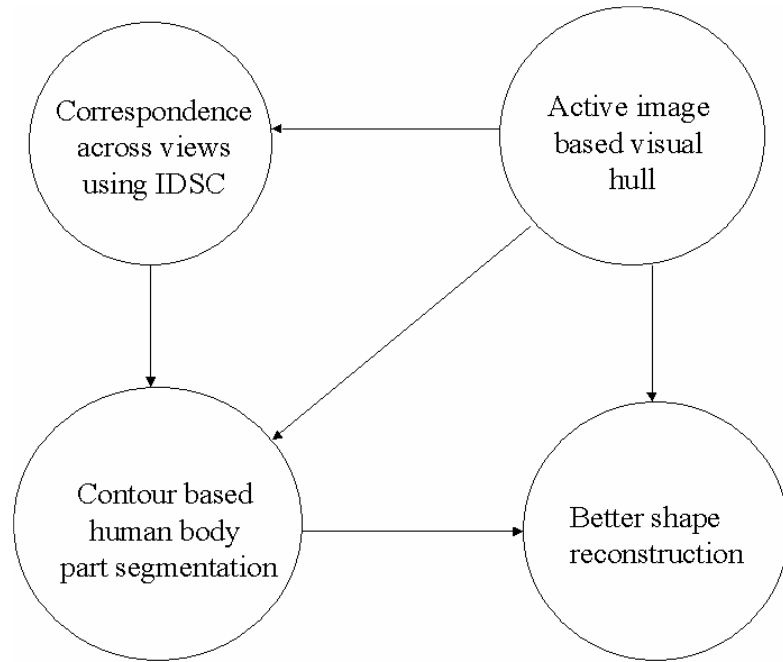 Correspondence
across views
using IDSC
Active image
based visual
hull
Contour based
human body
part segmentation
Better shape
reconstruction